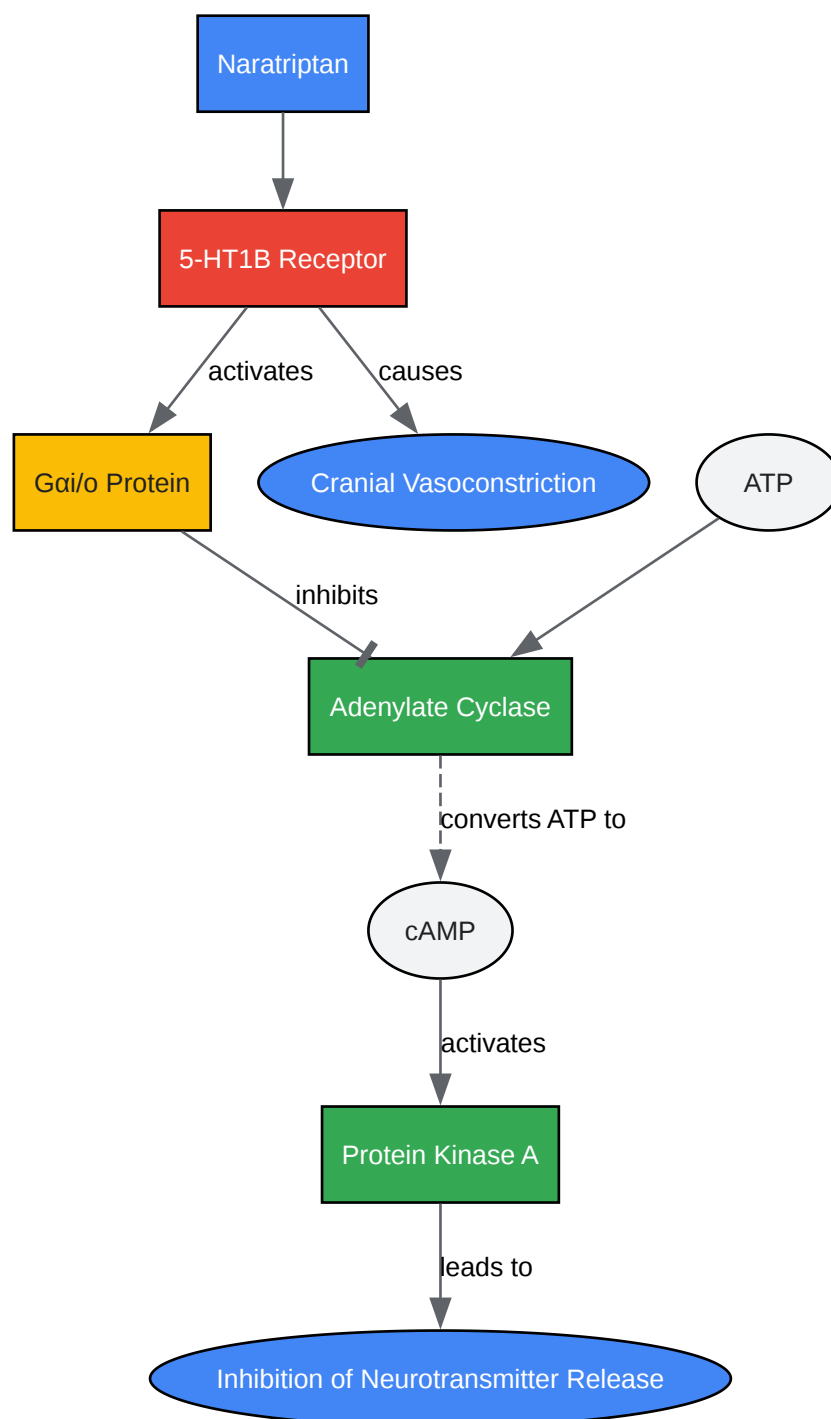 Naratriptan
5-HT1B Receptor
activates
causes
Gαi/o Protein
Cranial Vasoconstriction
ATP
inhibits
Adenylate Cyclase
converts ATP to
cAMP
activates
Protein Kinase A
leads to
Inhibition of Neurotransmitter Release